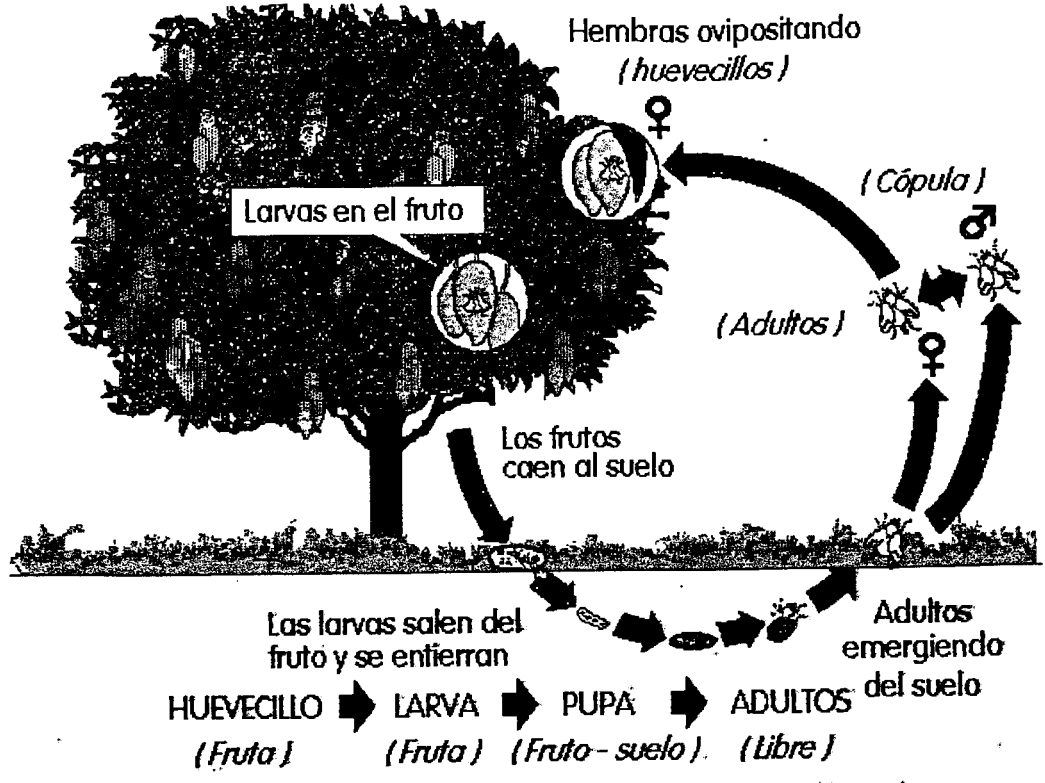 Hembras ovipositando
(huevecillos)
♀
(Cópula)
♂
Larvas en el fruto
(Adultos)
♀
Los frutos
caen al suelo
Las larvas salen del
fruto y se entierran
Adultos
emergiendo
del suelo
HUEVECILLO LARVA PUPA ADULTOS
(Fruta) (Fruta) (Fruto - suelo) (Libre)